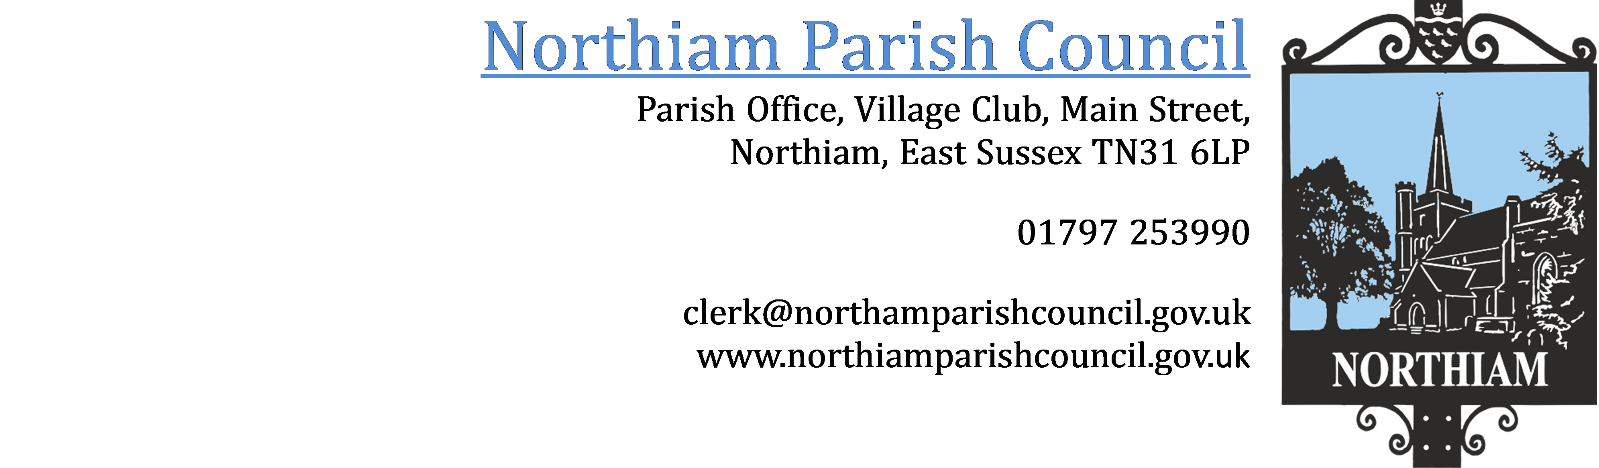 Northiam Parish Council
Parish Office, Village Club, Main Street,
Northiam, East Sussex TN31 6LP
01797 253990
clerk@northamparishcouncil.gov.uk
www.northiamparishcouncil.gov.uk
NORTHIAM